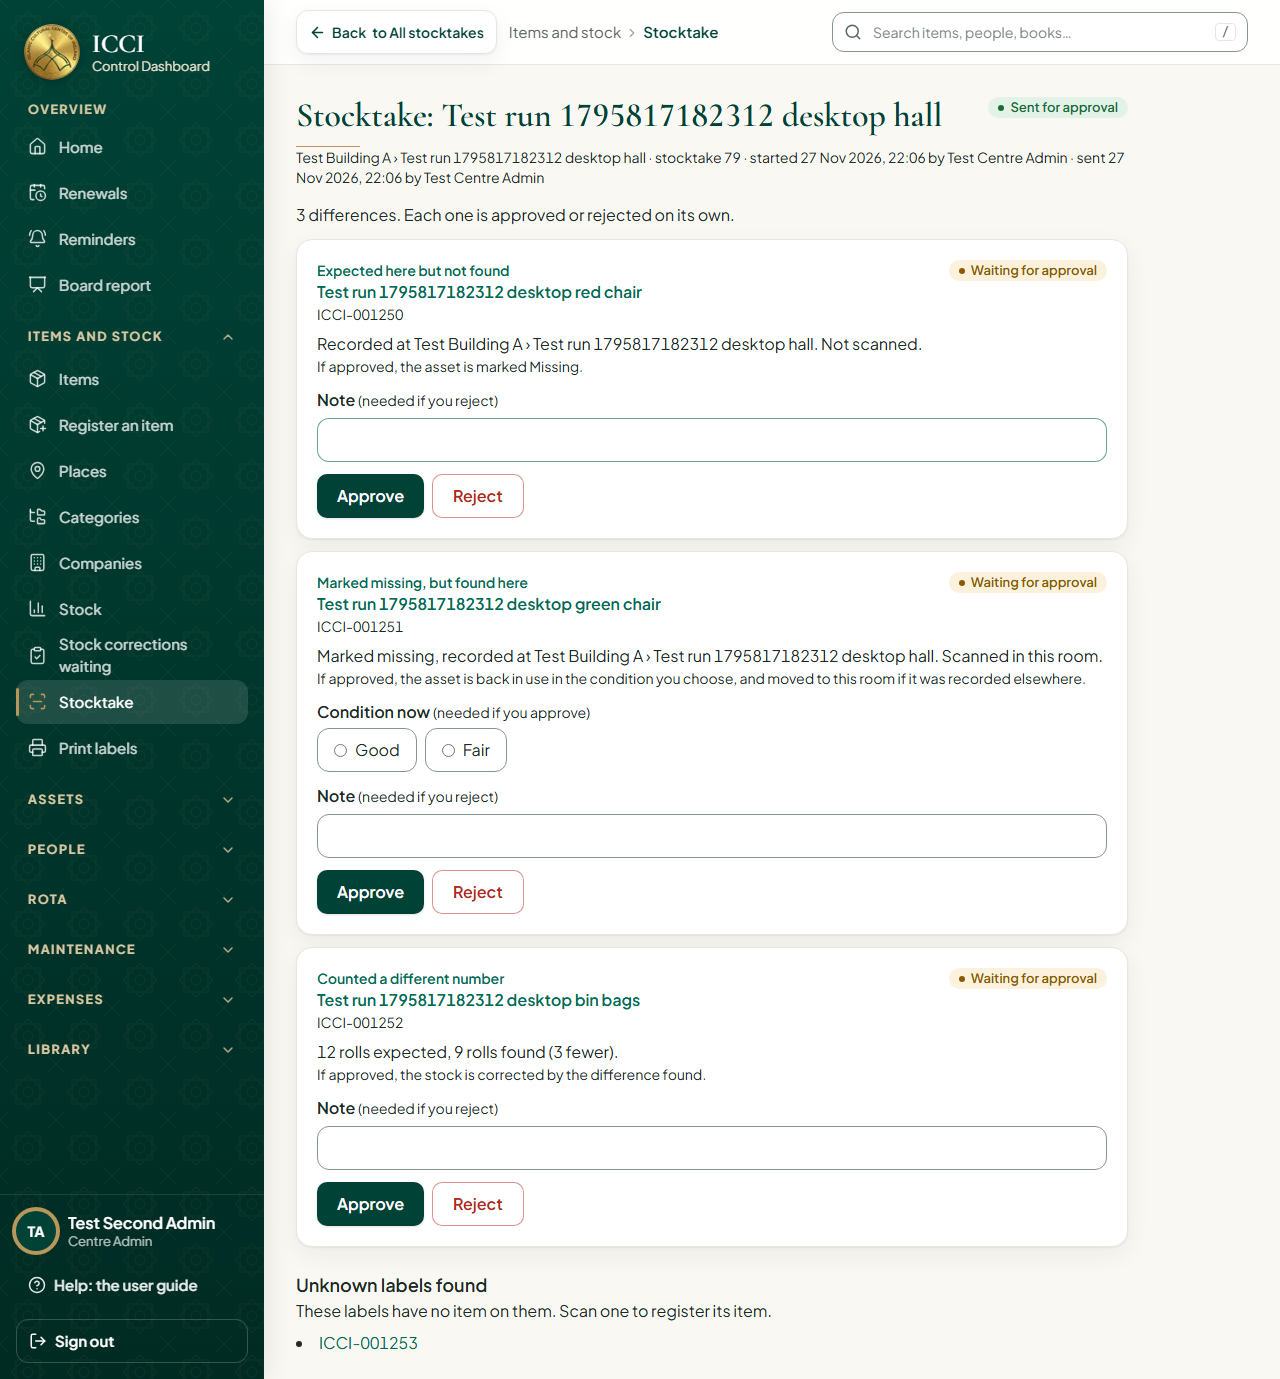 ICCI
Control Dashboard
OVERVIEW
Home
Renewals
Reminders
Board report
ITEMS AND STOCK
Items
Register an item
Places
Categories
Companies
Stock
Stock corrections
waiting
Stocktake
Print labels
ASSETS
PEOPLE
ROTA
MAINTENANCE
EXPENSES
LIBRARY
TA
Test Second Admin
Centre Admin
Help: the user guide
Sign out
Back to All stocktakes
Items and stock › Stocktake
Search items, people, books...
/
Stocktake: Test run 1795817182312 desktop hall
Sent for approval
Test Building A › Test run 1795817182312 desktop hall · stocktake 79 · started 27 Nov 2026, 22:06 by Test Centre Admin · sent 27
Nov 2026, 22:06 by Test Centre Admin
3 differences. Each one is approved or rejected on its own.
Expected here but not found
Waiting for approval
Test run 1795817182312 desktop red chair
ICCI-001250
Recorded at Test Building A › Test run 1795817182312 desktop hall. Not scanned.
If approved, the asset is marked Missing.
Note (needed if you reject)
Approve
Reject
Marked missing, but found here
Waiting for approval
Test run 1795817182312 desktop green chair
ICCI-001251
Marked missing, recorded at Test Building A › Test run 1795817182312 desktop hall. Scanned in this room.
If approved, the asset is back in use in the condition you choose, and moved to this room if it was recorded elsewhere.
Condition now (needed if you approve)
Good
Fair
Note (needed if you reject)
Approve
Reject
Counted a different number
Waiting for approval
Test run 1795817182312 desktop bin bags
ICCI-001252
12 rolls expected, 9 rolls found (3 fewer).
If approved, the stock is corrected by the difference found.
Note (needed if you reject)
Approve
Reject
Unknown labels found
These labels have no item on them. Scan one to register its item.
• ICCI-001253